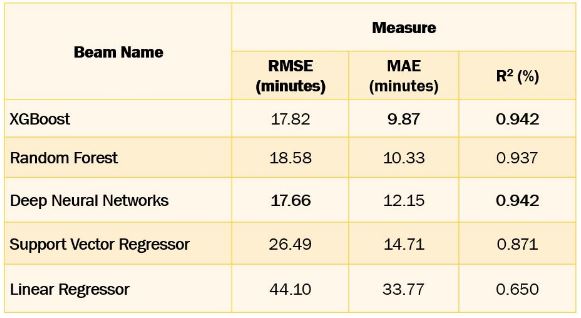 Beam Name
Measure
RMSE
(minutes)
MAE
(minutes)
R² (%)
XGBoost 17.82 9.87 0.942
Random Forest 18.58 10.33 0.937
Deep Neural Networks 17.66 12.15 0.942
Support Vector Regressor 26.49 14.71 0.871
Linear Regressor 44.10 33.77 0.650